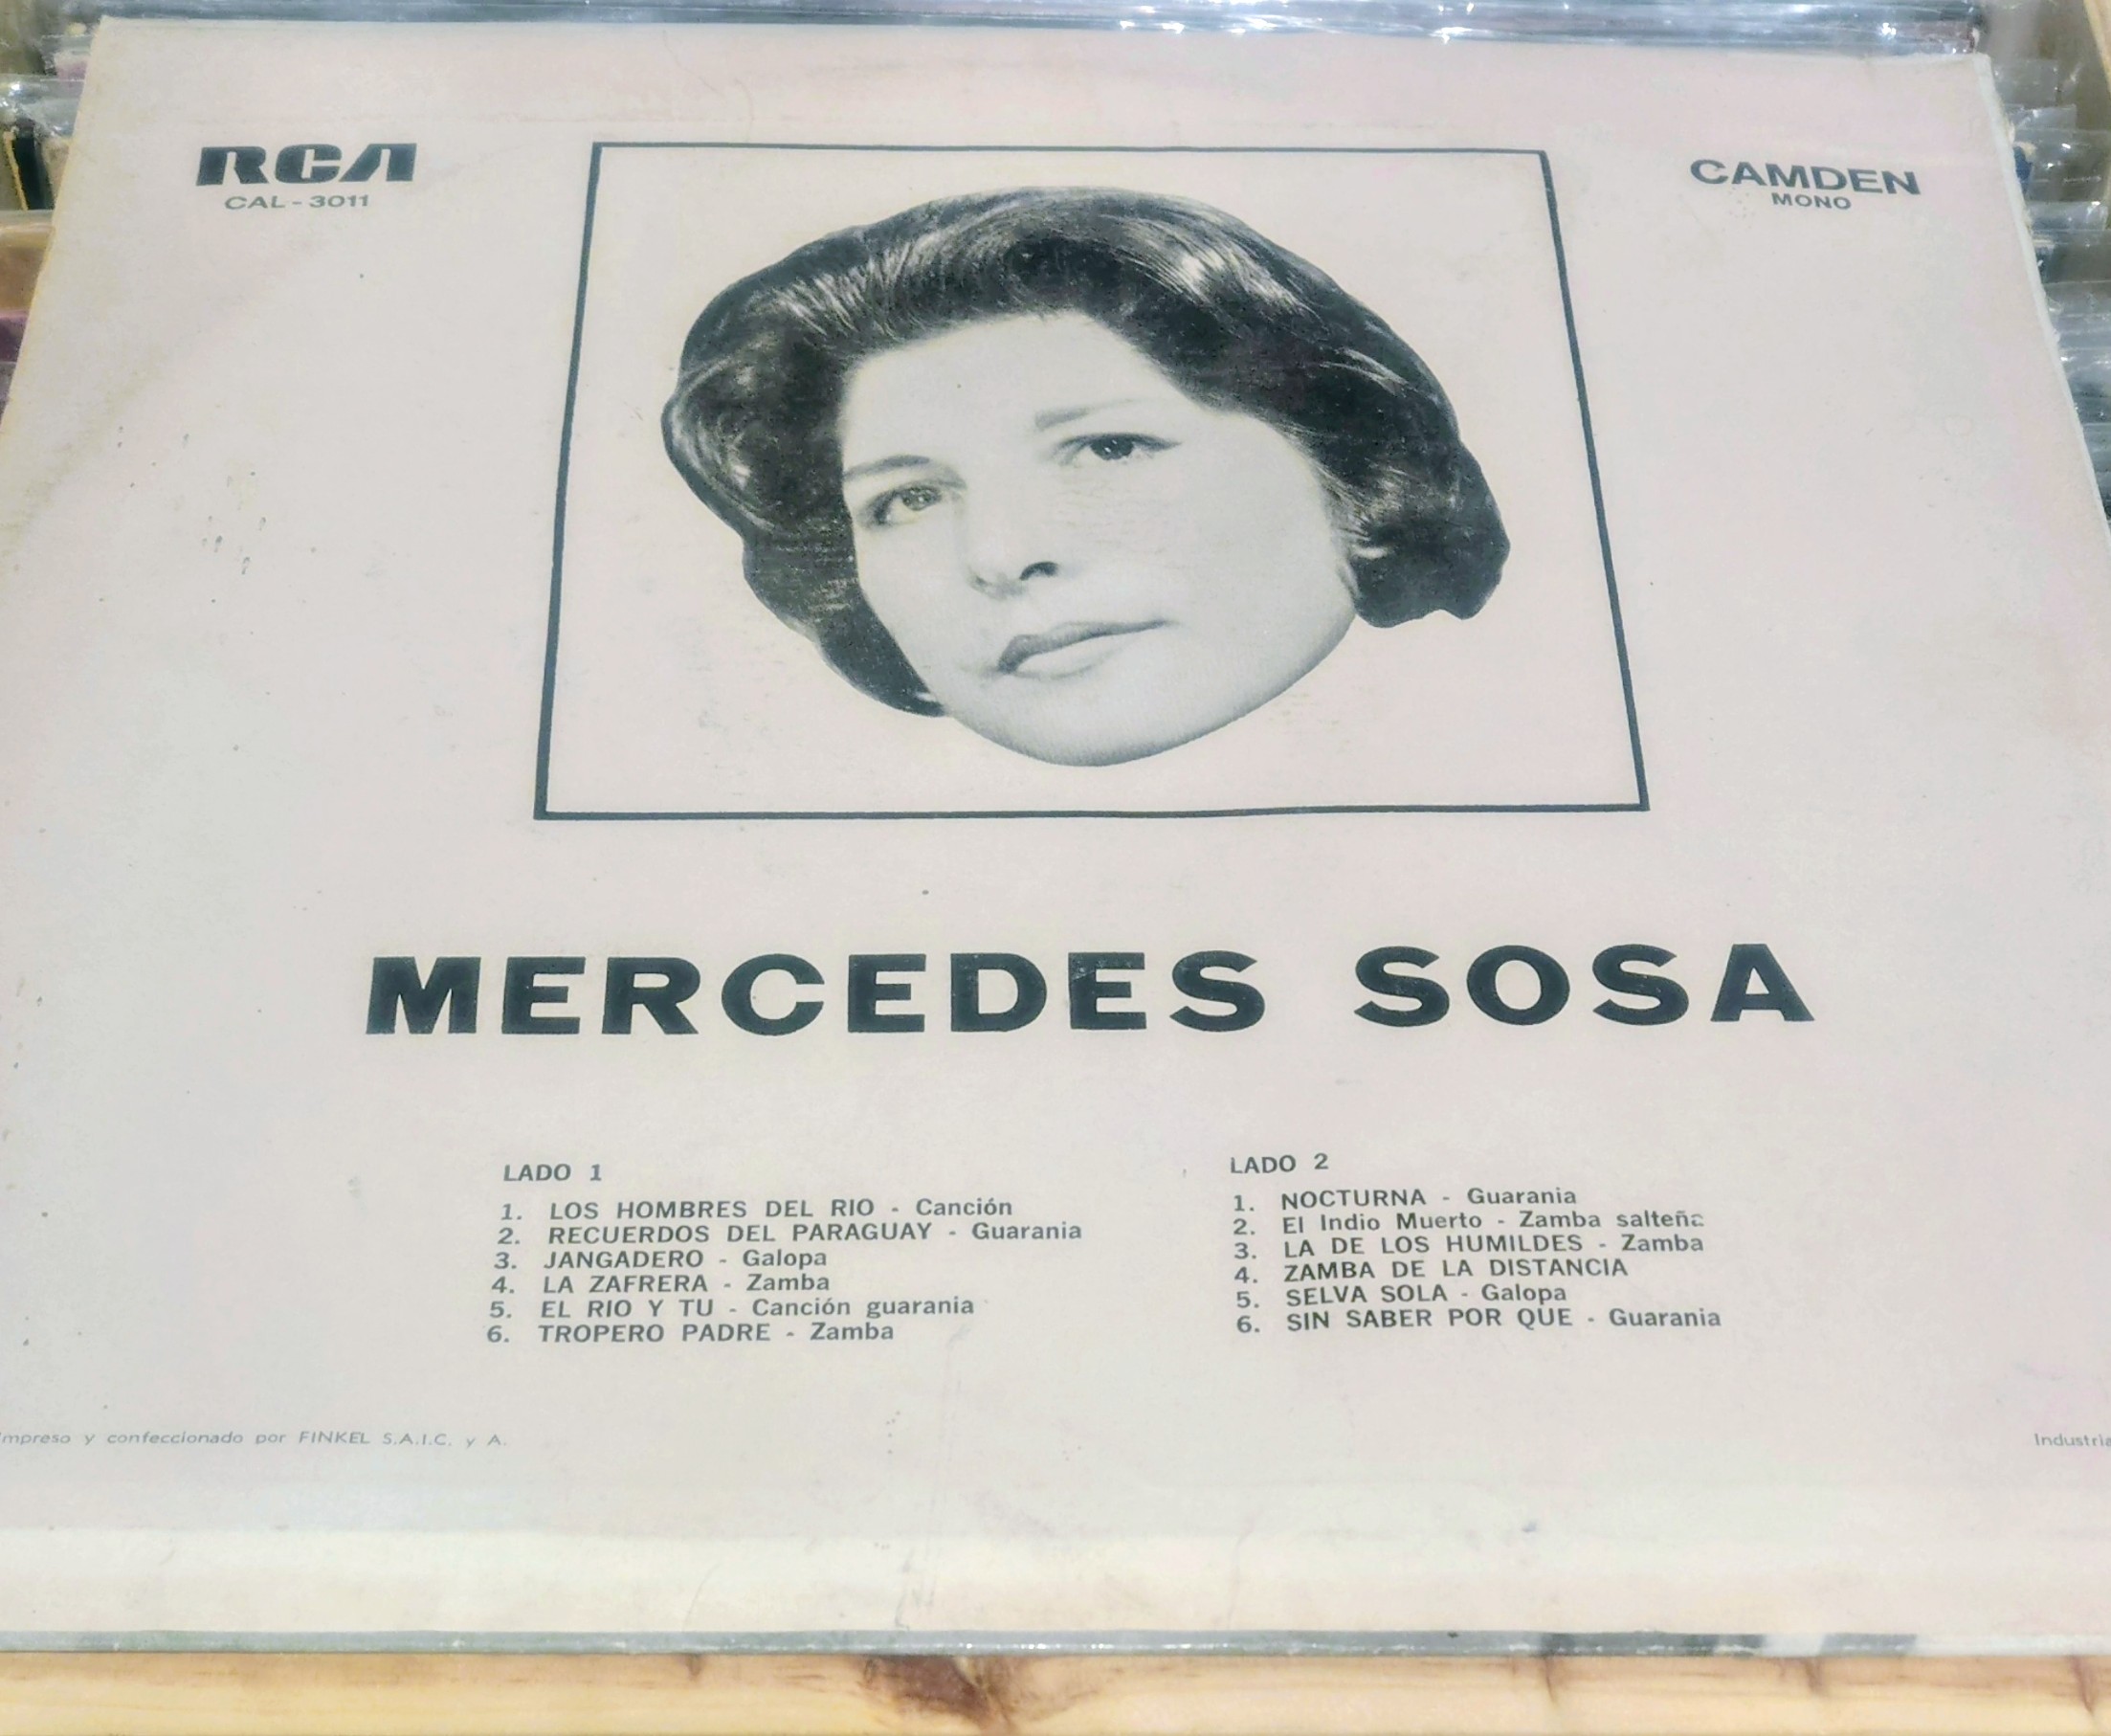 RCA
CAL-3011
CAMDEN
MONO
MERCEDES SOSA
LADO 1
1. LOS HOMBRES DEL RIO - Canción
2. RECUERDOS DEL PARAGUAY - Guarania
3. JANGADERO - Galopa
4. LA ZAFRERA - Zamba
5. EL RIO Y TU - Canción guarania
6. TROPERO PADRE - Zamba
LADO 2
1. NOCTURNA - Guarania
2. El Indio Muerto - Zamba salteña
3. LA DE LOS HUMILDES - Zamba
4. ZAMBA DE LA DISTANCIA
5. SELVA SOLA - Galopa
6. SIN SABER POR QUE - Guarania
mpreso y confeccionado por FINKEL S.A.I.C. y A.
Industria